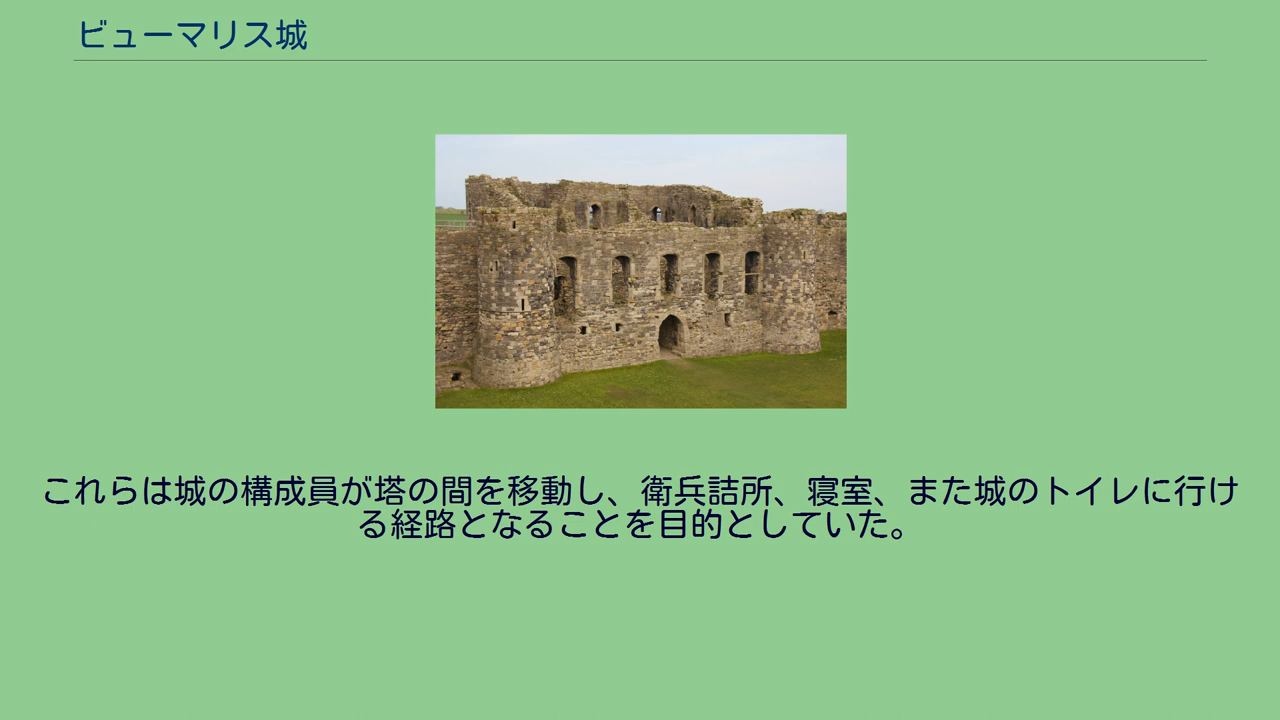 ビューマリス城
これらは城の構成員が塔の間を移動し、衛兵詰所、寝室、また城のトイレに行け
る経路となることを目的としていた。